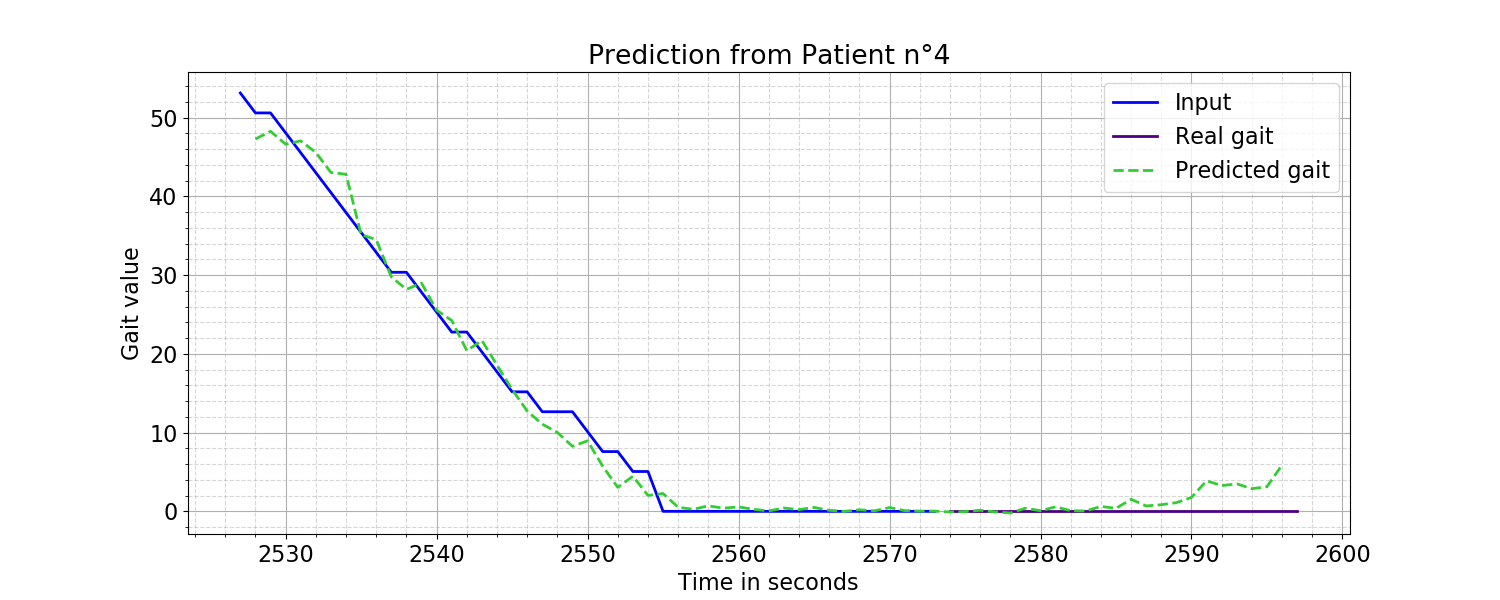 Prediction from Patient n°4
Input
Real gait
Predicted gait
Gait value
50
40
30
20
10
0
2530 2540 2550 2560 2570 2580 2590 2600
Time in seconds